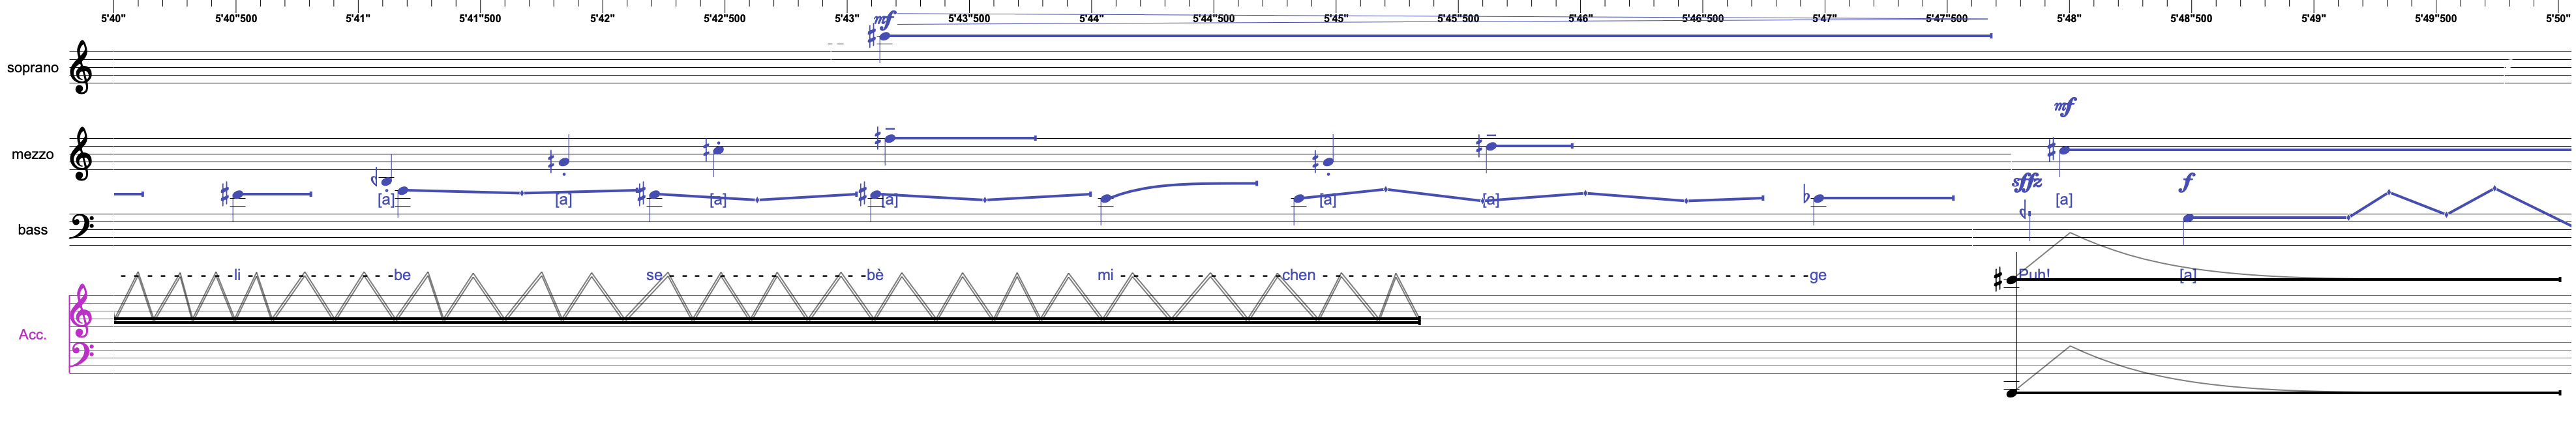 5'40" 5'40"500 5'41" 5'41"500 5'42" 5'42"500 5'43" 5'43"500 5'44" 5'44"500 5'45" 5'45"500 5'46" 5'46"500 5'47" 5'47"500 5'48" 5'48"500 5'49" 5'49"500 5'50"
mf
soprano
mf
mezzo
sffz f
[a] [a] [a] [a] [a] [a] [a]
bass
li be se bè mi chen ge Puh! [a]
Acc.